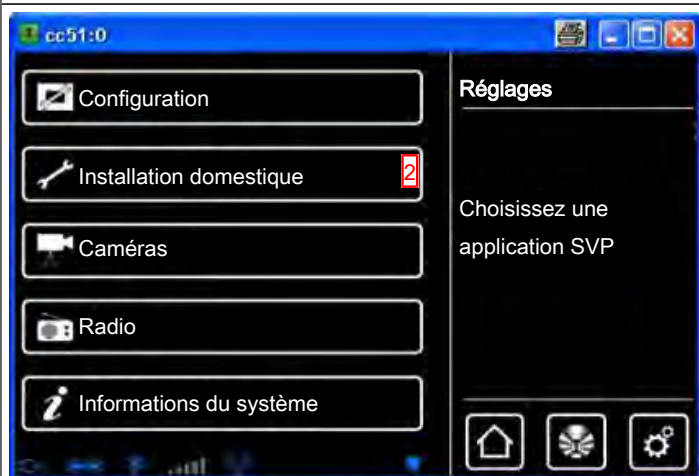 cc51:0
Configuration
Installation domestique 2
Caméras
Radio
Informations du système
Réglages
Choisissez une
application SVP